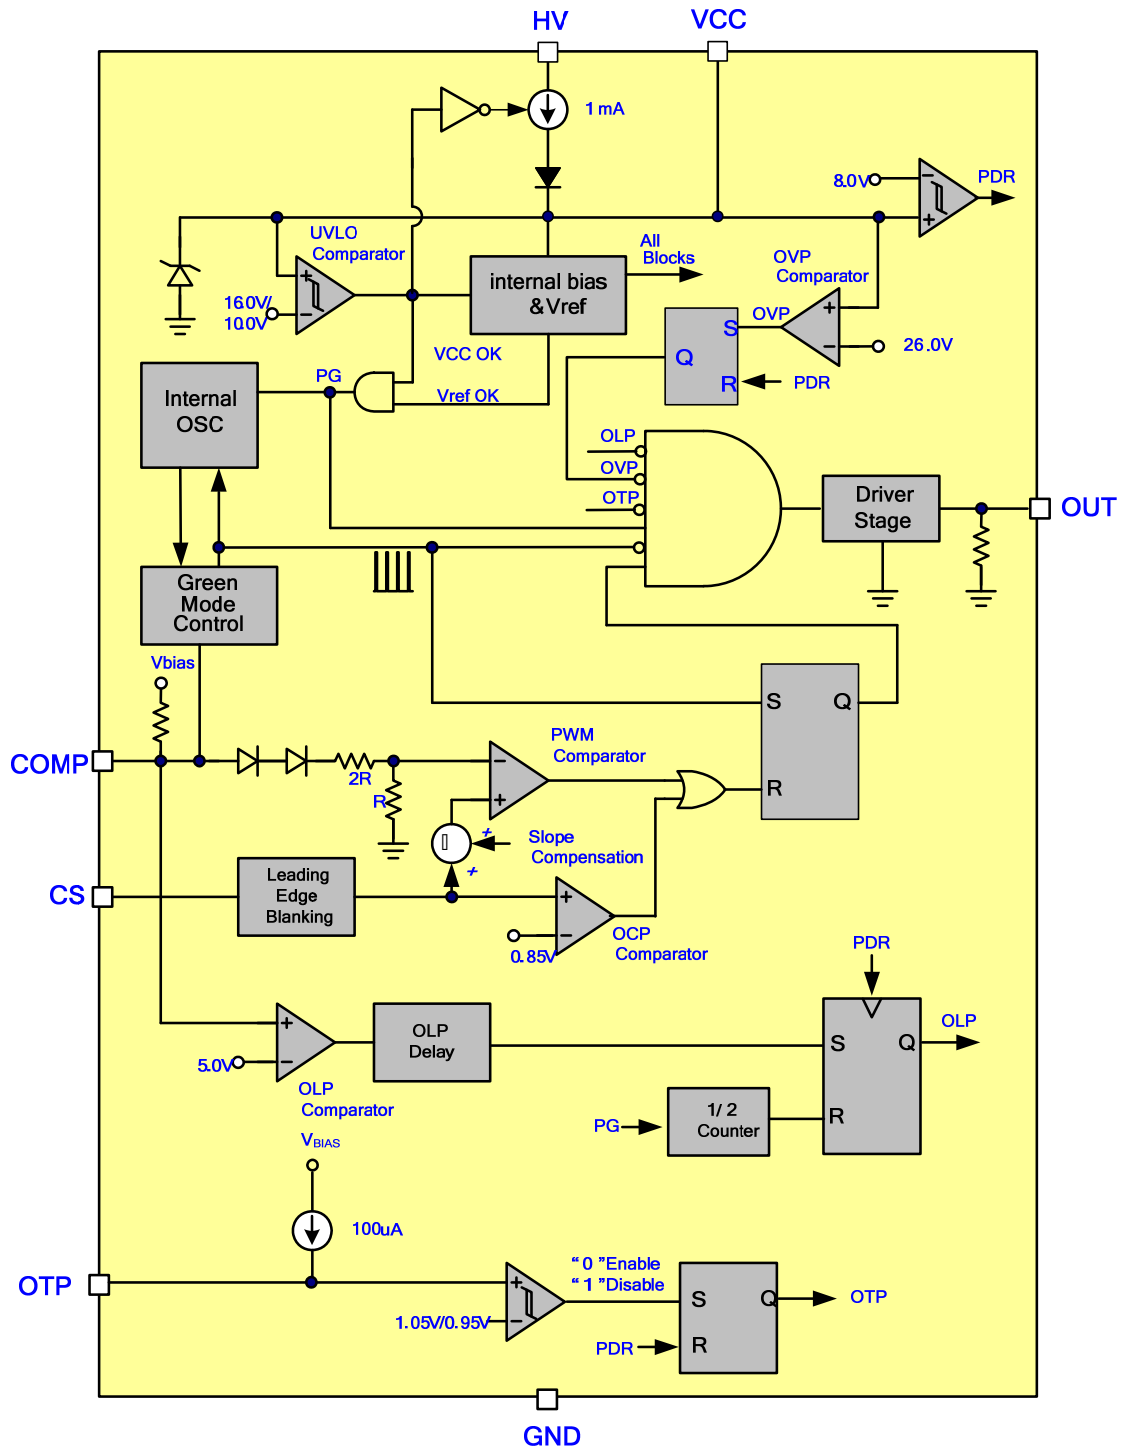 HV
VCC
1mA
8.0V
PDR
UVLO
Comparator
16.0V/
10.0V
internal bias
&Vref
All
Blocks
OVP
Comparator
OVP
26.0V
S
Q
R
PDR
VCC OK
PG
Vref OK
Internal
OSC
OLP
OVP
OTP
Driver
Stage
OUT
Green
Mode
Control
Vbias
COMP
2R
R
PWM
Comparator
S
Q
R
Slope
Compensation
+
+
CS
Leading
Edge
Blanking
0.85V
OCP
Comparator
PDR
5.0V
OLP
Delay
OLP
Comparator
S
Q
R
OLP
PG
1/ 2
Counter
VBIAS
100uA
OTP
“ 0 ”Enable
“ 1 ”Disable
1.05V/0.95V
S
Q
R
OTP
PDR
GND